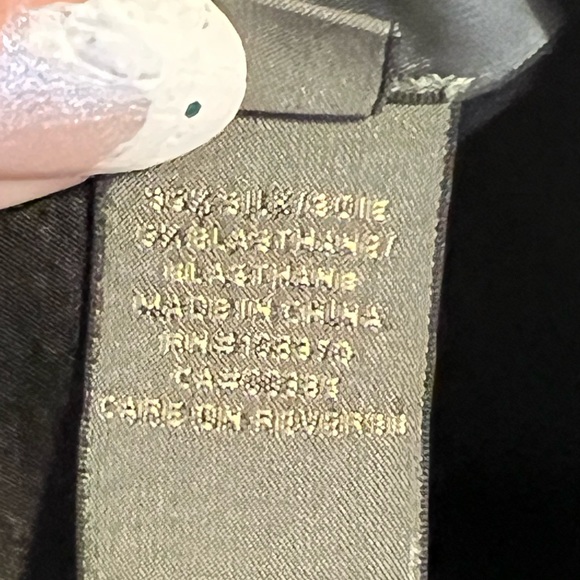 95% SILK/SOIE
5% ELASTHANE/
ELASTHANE
MADE IN CHINA
CARE ON REVERSE